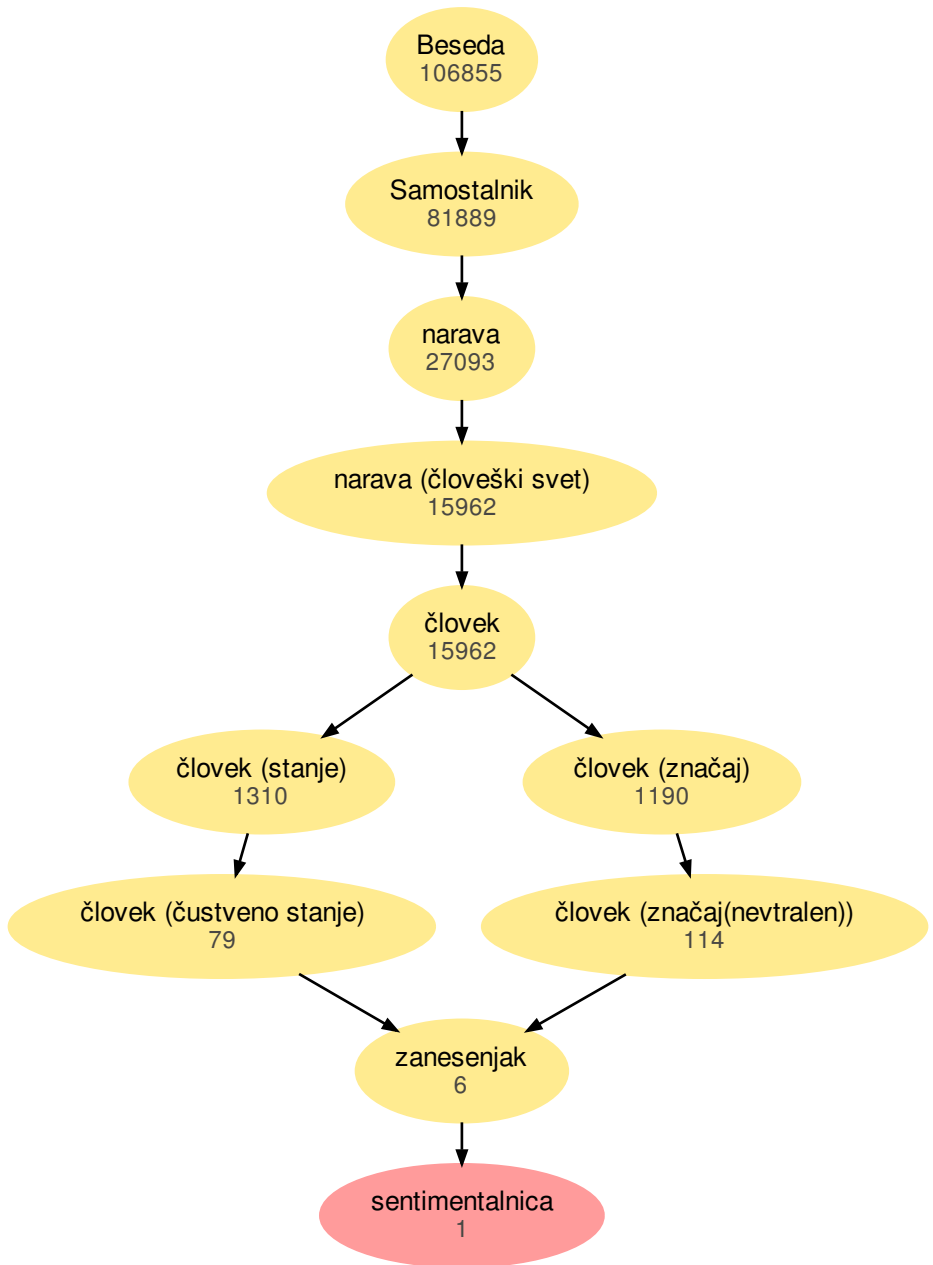 Beseda
106855
Samostalnik
81889
narava
27093
narava (človeški svet)
15962
človek
15962
človek (stanje)
1310
človek (značaj)
1190
človek (čustveno stanje)
79
človek (značaj(nevtralen))
114
zanesenjak
6
sentimentalnica
1